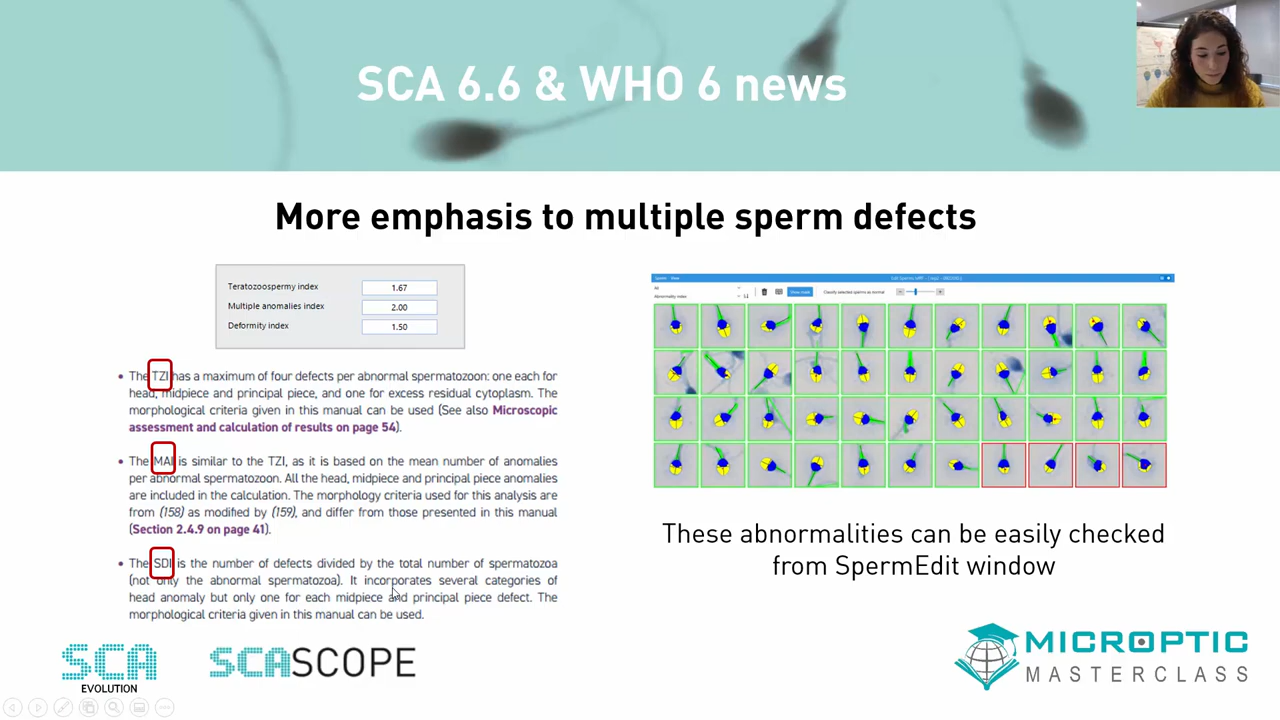 SCA 6.6 & WHO 6 news
More emphasis to multiple sperm defects
Teratozoospermy index 1.67
Multiple anomalies index 2.00
Deformity index 1.50
• The TZI has a maximum of four defects per abnormal spermatozoon: one each for
head, midpiece and principal piece, and one for excess residual cytoplasm. The
morphological criteria given in this manual can be used (See also Microscopic
assessment and calculation of results on page 54).
• The MAI is similar to the TZI, as it is based on the mean number of anomalies
per abnormal spermatozoon. All the head, midpiece and principal piece anomalies
are included in the calculation. The morphology criteria used for this analysis are
from (158) as modified by (159), and differ from those presented in this manual
(Section 2.4.9 on page 41).
• The SDI is the number of defects divided by the total number of spermatozoa
(not only the abnormal spermatozoa). It incorporates several categories of
head anomaly but only one for each midpiece and principal piece defect. The
morphological criteria given in this manual can be used.
All
Abnormality index
Classify selected sperms as normal
These abnormalities can be easily checked
from SpermEdit window
SCA
EVOLUTION
SCASCOPE
MICROPTIC
MASTERCLASS